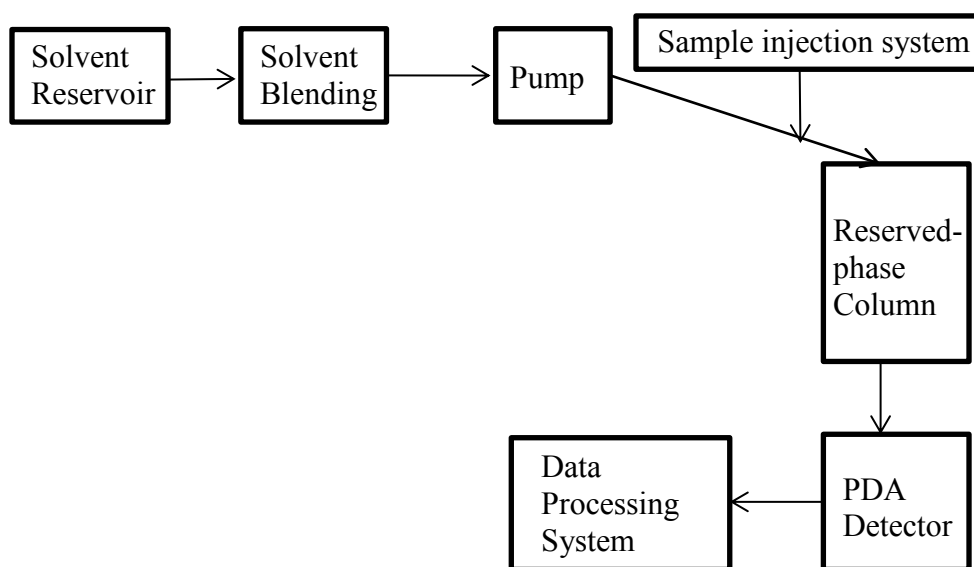 Solvent
Reservoir
Solvent
Blending
Pump
Sample injection system
Reserved-
phase
Column
PDA
Detector
Data
Processing
System